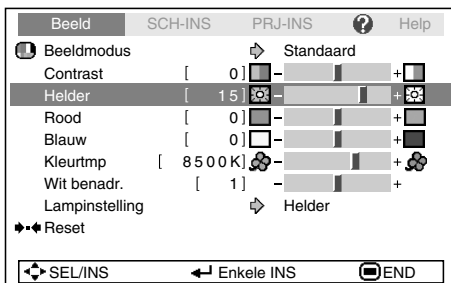 Beeld SCH-INS PRJ-INS ? Help
Beeldmodus Standaard
Contrast [ 0] - +
Helder [ 15] - +
Rood [ 0] - +
Blauw [ 0] - +
Kleurtmp [ 8500K] - +
Wit benadr. [ 1] - +
Lampinstelling Helder
Reset
SEL/INS Enkele INS END